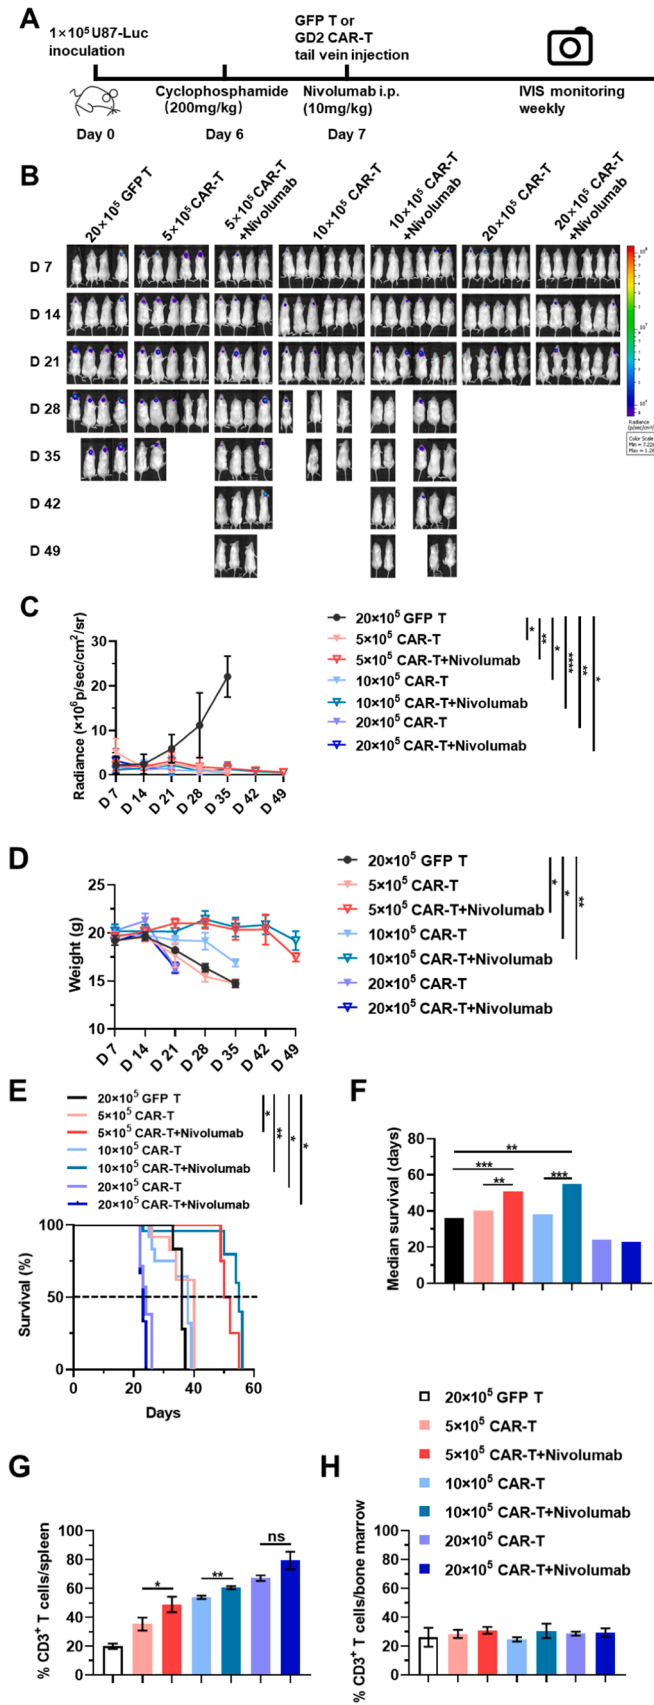 A
1×10⁵U87-Luc
inoculation
GFP T or
GD2 CAR-T
tail vein injection
Cyclophosphamide
(200mg/kg)
Nivolumab i.p.
(10mg/kg)
IVIS monitoring
weekly
Day 0
Day 6
Day 7
B
20×10⁵ GFP T
5×10⁵ CAR-T
5×10⁵ CAR-T
+Nivolumab
10×10⁵ CAR-T
10×10⁵ CAR-T
+Nivolumab
20×10⁵ CAR-T
20×10⁵ CAR-T
+Nivolumab
D 7
D 14
D 21
D 28
D 35
D 42
D 49
Radiance
(p/sec/cm²/
Color Scale
C
Radiance (×10⁶p/sec/cm²/sr)
30
20
10
0
D 7
D 14
D 21
D 28
D 35
D 42
D 49
20×10⁵ GFP T
5×10⁵ CAR-T
5×10⁵ CAR-T+Nivolumab
10×10⁵ CAR-T
10×10⁵ CAR-T+Nivolumab
20×10⁵ CAR-T
20×10⁵ CAR-T+Nivolumab
*
**
*
****
**
*
D
Weight (g)
25
20
15
10
D 7
D 14
D 21
D 28
D 35
D 42
D 49
20×10⁵ GFP T
5×10⁵ CAR-T
5×10⁵ CAR-T+Nivolumab
10×10⁵ CAR-T
10×10⁵ CAR-T+Nivolumab
20×10⁵ CAR-T
20×10⁵ CAR-T+Nivolumab
*
*
**
E
20×10⁵ GFP T
5×10⁵ CAR-T
5×10⁵ CAR-T+Nivolumab
10×10⁵ CAR-T
10×10⁵ CAR-T+Nivolumab
20×10⁵ CAR-T
20×10⁵ CAR-T+Nivolumab
*
**
*
*
Survival (%)
100
50
0
0
20
40
60
Days
F
Median survival (days)
80
60
40
20
0
**
***
**
***
20×10⁵ GFP T
5×10⁵ CAR-T
5×10⁵ CAR-T+Nivolumab
10×10⁵ CAR-T
10×10⁵ CAR-T+Nivolumab
20×10⁵ CAR-T
20×10⁵ CAR-T+Nivolumab
G
% CD3⁺ T cells/spleen
100
80
60
40
20
0
*
**
ns
H
% CD3⁺ T cells/bone marrow
100
80
60
40
20
0